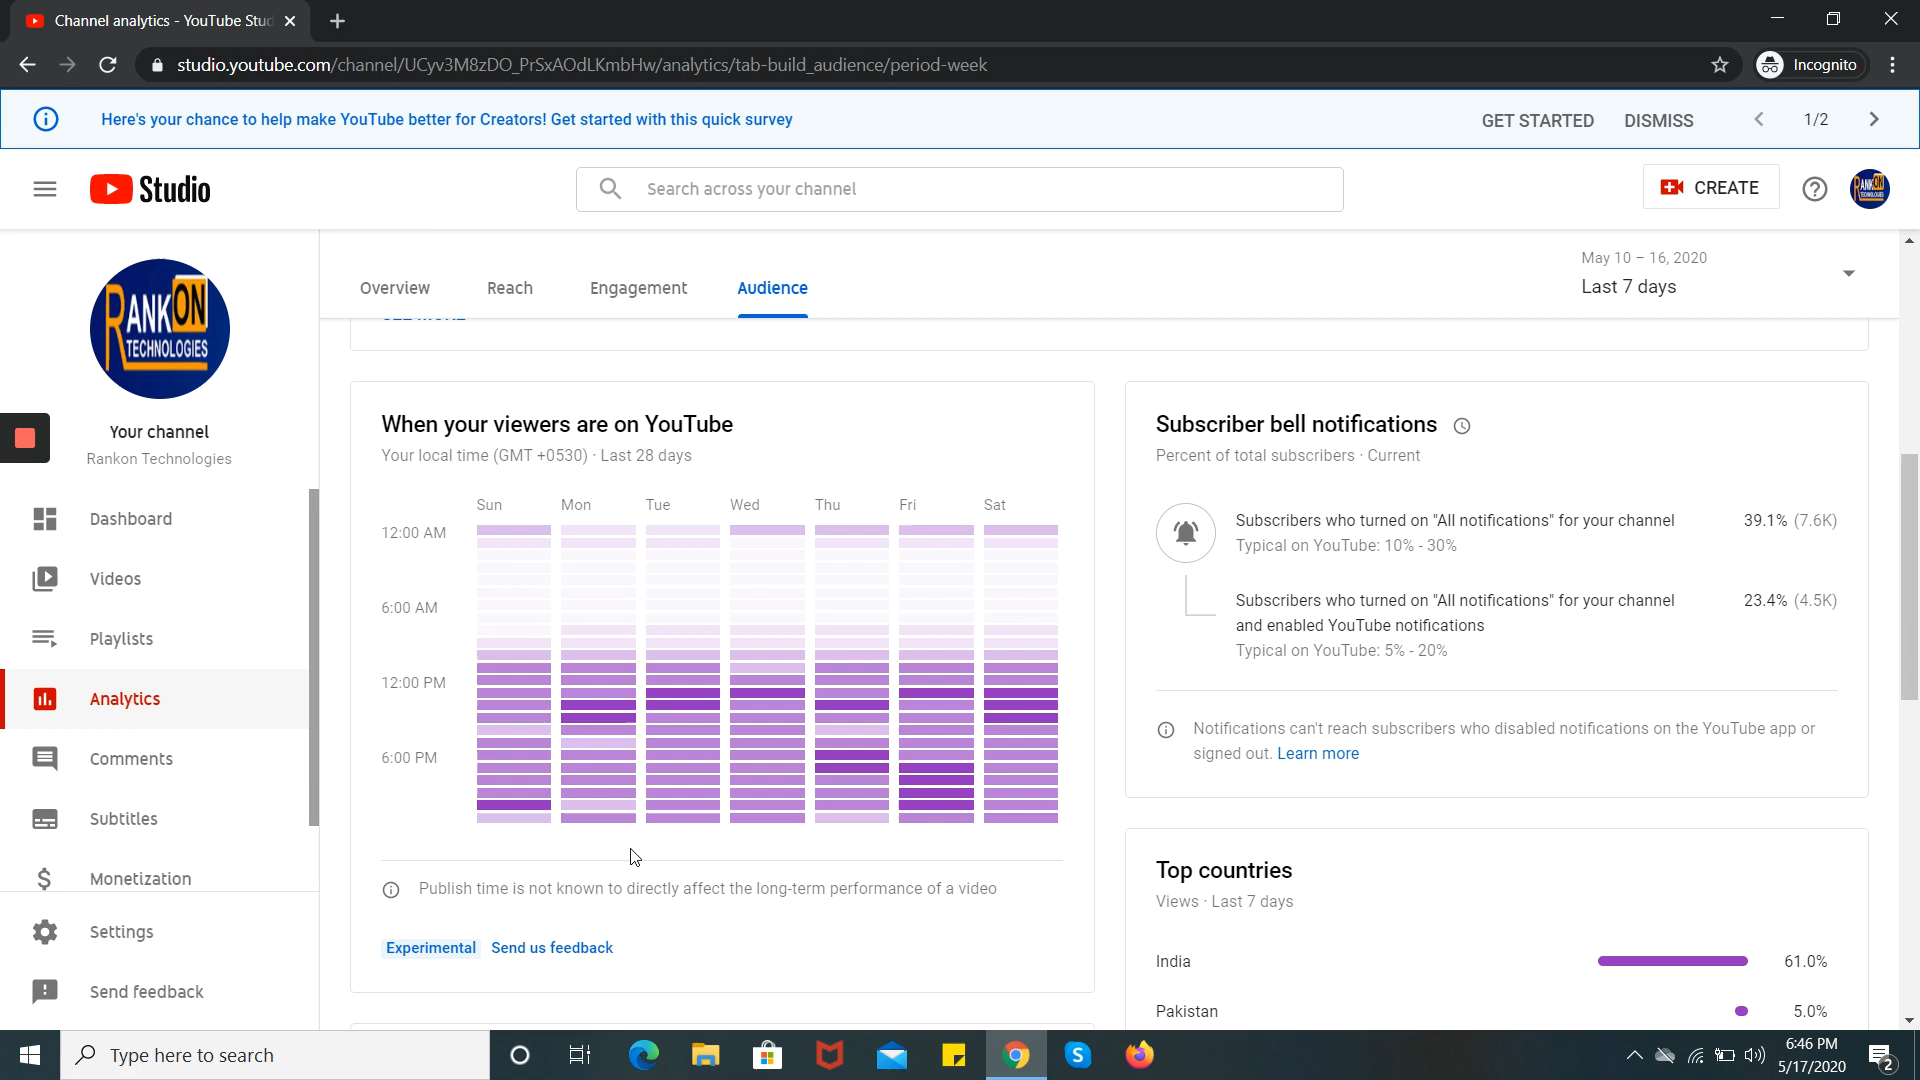 Channel analytics - YouTube Stu
studio.youtube.com/channel/UCyv3M8zDO_PrSxAOdLKmbHw/analytics/tab-build_audience/period-week
Incognito
Here's your chance to help make YouTube better for Creators! Get started with this quick survey
GET STARTED
DISMISS
1/2
Studio
Search across your channel
CREATE
RANKON
TECHNOLOGIES
Your channel
Rankon Technologies
Dashboard
Videos
Playlists
Analytics
Comments
Subtitles
Monetization
Settings
Send feedback
Overview
Reach
Engagement
Audience
May 10 – 16, 2020
Last 7 days
When your viewers are on YouTube
Your local time (GMT +0530) · Last 28 days
Sun Mon Tue Wed Thu Fri Sat
12:00 AM
6:00 AM
12:00 PM
6:00 PM
Publish time is not known to directly affect the long-term performance of a video
Experimental Send us feedback
Subscriber bell notifications
Percent of total subscribers · Current
Subscribers who turned on "All notifications" for your channel 39.1% (7.6K)
Typical on YouTube: 10% - 30%
Subscribers who turned on "All notifications" for your channel 23.4% (4.5K)
and enabled YouTube notifications
Typical on YouTube: 5% - 20%
Notifications can't reach subscribers who disabled notifications on the YouTube app or
signed out. Learn more
Top countries
Views · Last 7 days
India 61.0%
Pakistan 5.0%
Type here to search
6:46 PM
5/17/2020
2